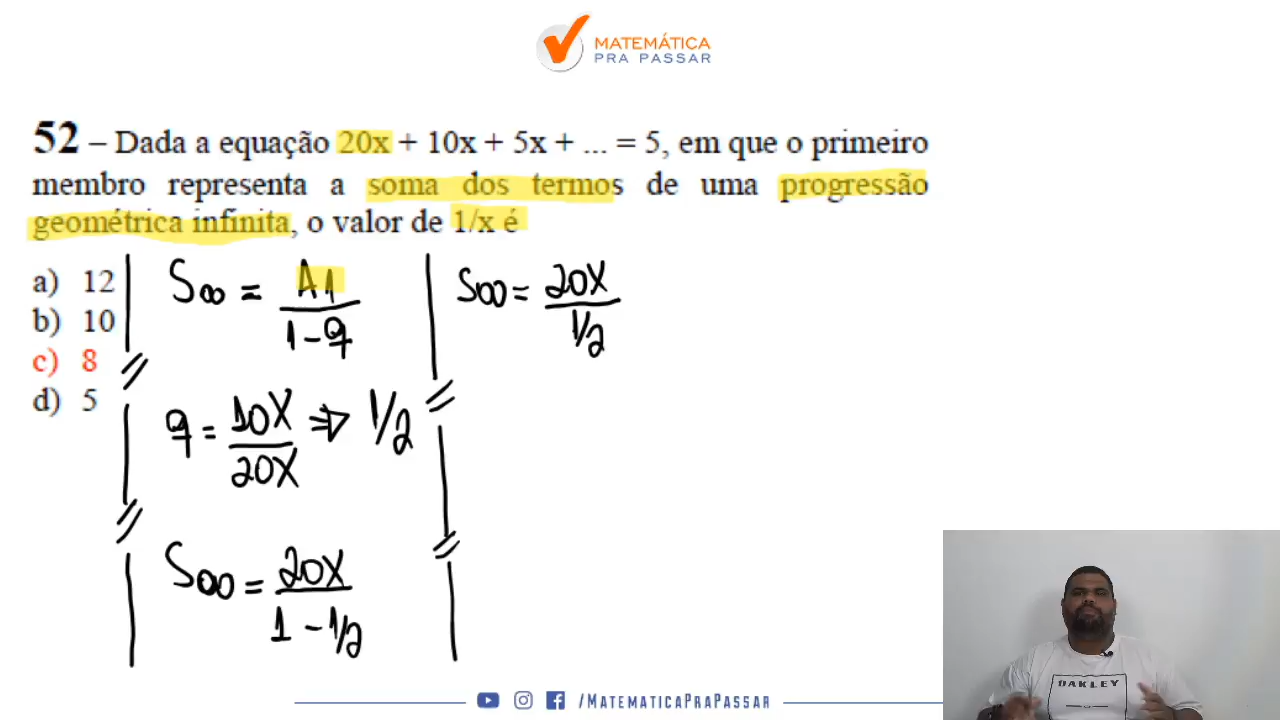 MATEMÁTICA
PRA PASSAR
52 – Dada a equação 20x + 10x + 5x + ... = 5, em que o primeiro
membro representa a soma dos termos de uma progressão
geométrica infinita, o valor de 1/x é
a) 12
b) 10
c) 8
d) 5
S∞ = A1
1 - q
q = 10X ⇒ 1/2
20X
S∞ = 20X
1 - 1/2
S∞ = 20X
1/2
/MATEMATICAPRAPASSAR
OAKLEY